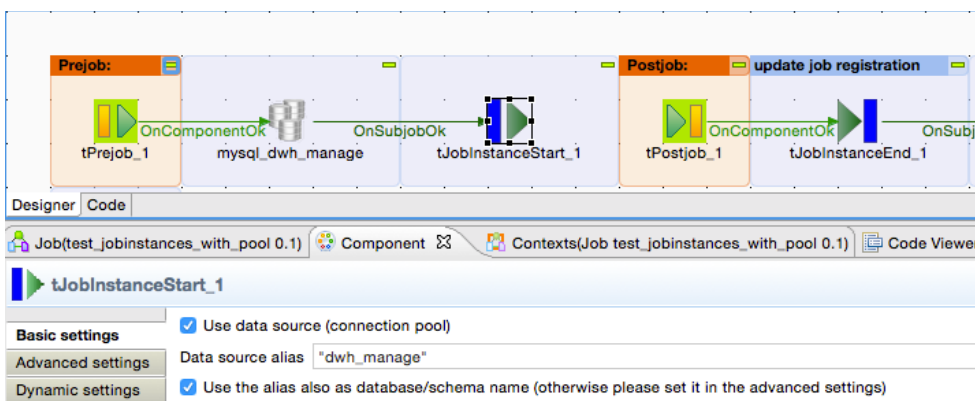 Prejob:
Postjob:
update job registration
OnComponentOk
OnSubjobOk
OnComponentOk
OnSubj
tPrejob_1
mysql_dwh_manage
tJobInstanceStart_1
tPostjob_1
tJobInstanceEnd_1
Designer Code
Job(test_jobinstances_with_pool 0.1) Component Contexts(Job test_jobinstances_with_pool 0.1) Code Viewe
tJobInstanceStart_1
Basic settings
Use data source (connection pool)
Advanced settings
Data source alias "dwh_manage"
Dynamic settings
Use the alias also as database/schema name (otherwise please set it in the advanced settings)